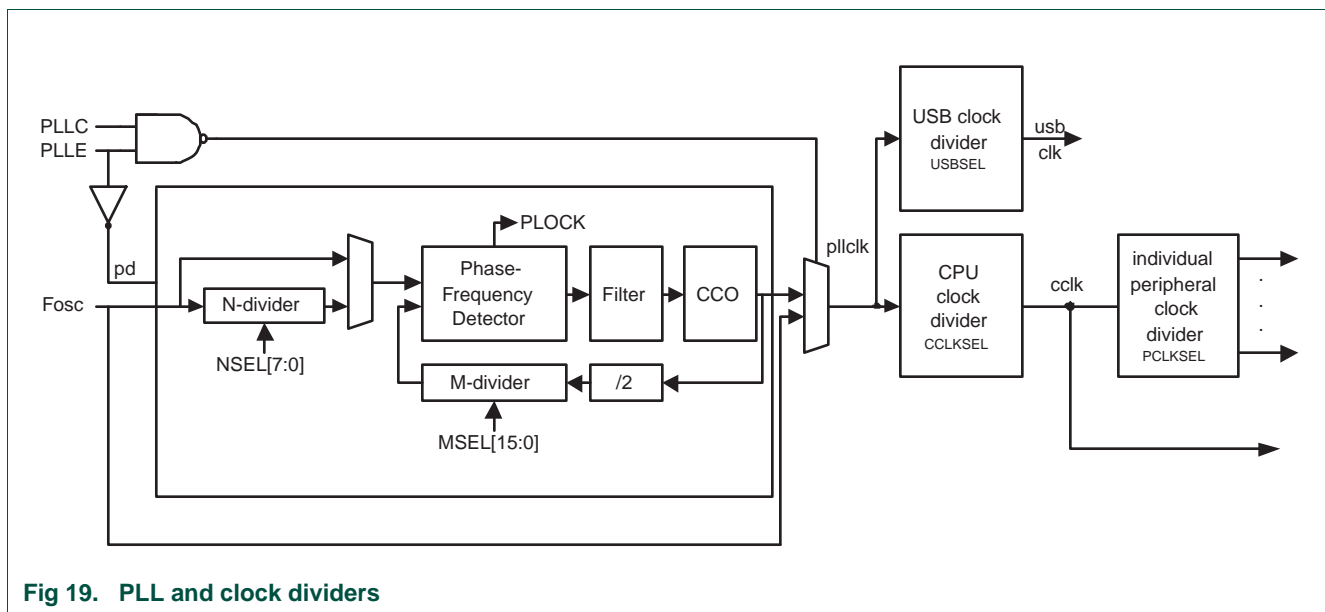 PLLC
PLLE
USB clock
divider
USBSEL
usb
clk
PLOCK
pllclk
pd
Phase-
Frequency
Detector
Filter
CCO
CPU
clock
divider
CCLKSEL
cclk
individual
peripheral
clock
divider
PCLKSEL
.
.
.
Fosc
N-divider
NSEL[7:0]
M-divider
/2
MSEL[15:0]
Fig 19. PLL and clock dividers